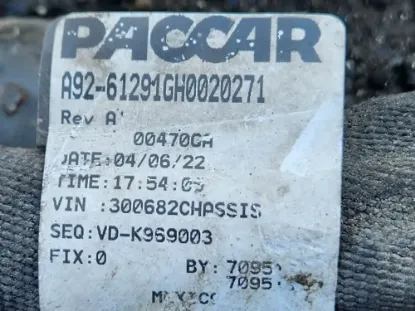 PACCAR
A92-61291GH0020271
Rev A
00470GA
DATE:04/06/22
TIME:17:54:0
VIN :300682CHASSIS
SEQ:VD-K969003
FIX:0 BY: 7095
7095
MEXICO